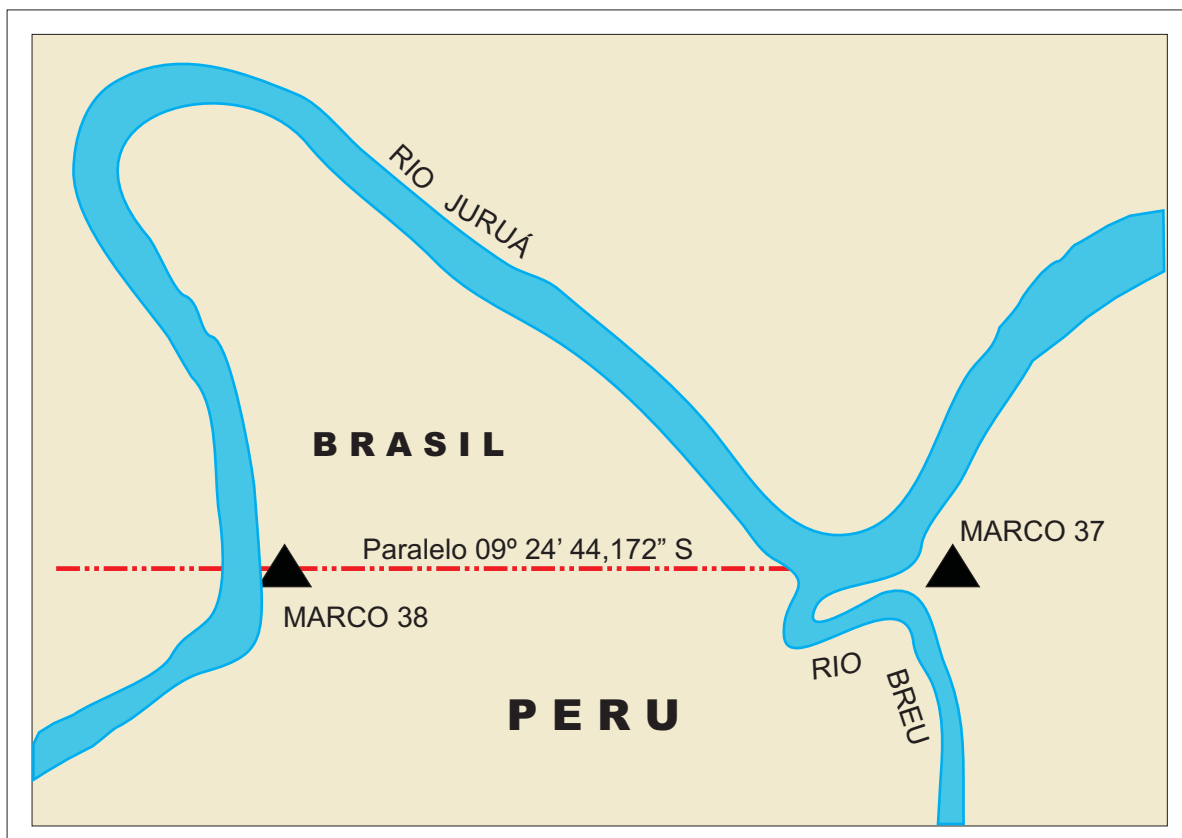 RIO JURUÁ
BRASIL
Paralelo 09º 24’ 44,172” S
MARCO 37
MARCO 38
RIO
BREU
PERU